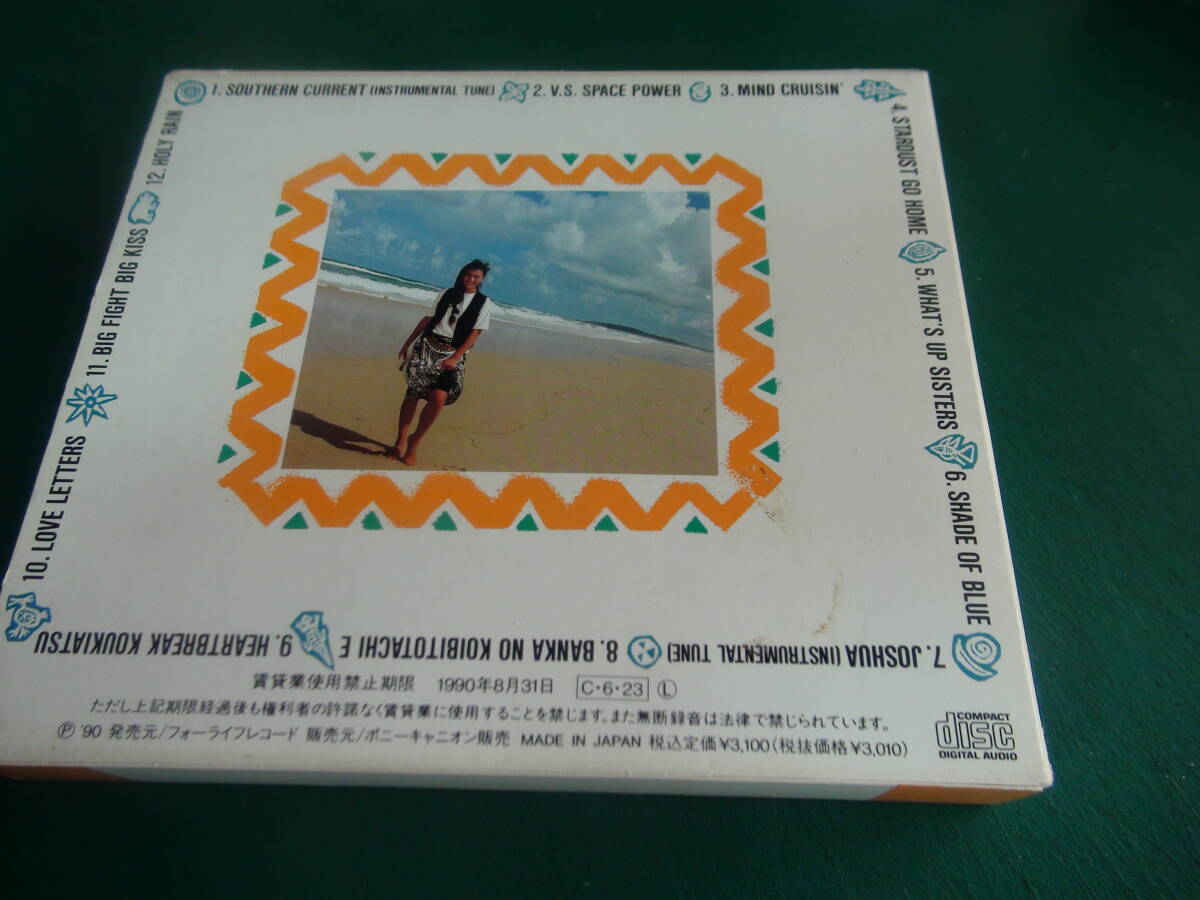 1. SOUTHERN CURRENT (INSTRUMENTAL TUNE)
2. V.S. SPACE POWER
3. MIND CRUISIN'
4. STARDUST GO HOME
5. WHAT'S UP SISTERS
6. SHADE OF BLUE
7. JOSHUA (INSTRUMENTAL TUNE)
8. BANKA NO KOIBITOTACHI E
9. HEARTBREAK KOUKIATSU
10. LOVE LETTERS
11. BIG FIGHT BIG KISS
12. HOLY RAIN
賃貸業使用禁止期限 1990年8月31日 C・6・23 Ⓛ
ただし上記期限経過後も権利者の許諾なく賃貸業に使用することを禁じます。また無断録音は法律で禁じられています。
Ⓟ '90 発売元/フォーライフレコード 販売元/ポニーキャニオン販売 MADE IN JAPAN 税込定価¥3,100(税抜価格¥3,010)
COMPACT
disc
DIGITAL AUDIO